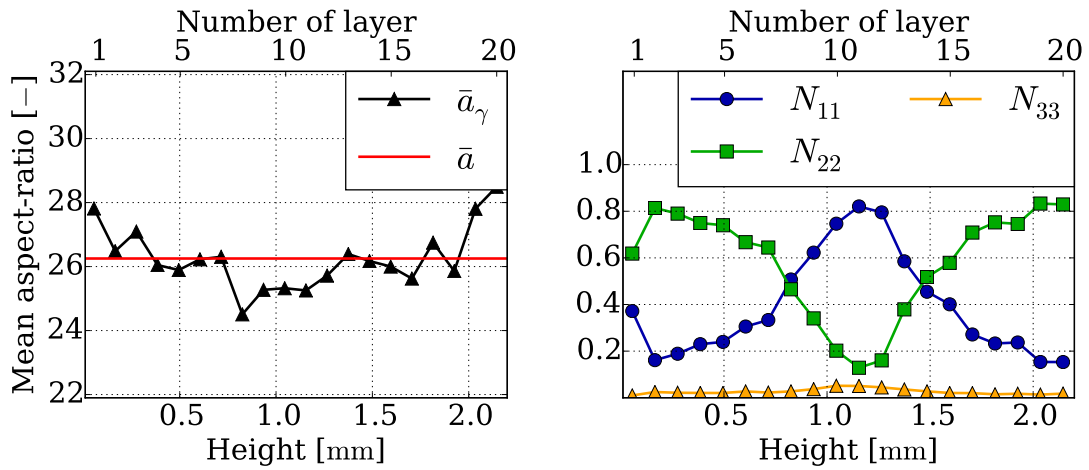 Number of layer
1 5 10 15 20
Mean aspect-ratio [−]
32
30
28
26
24
22
ā_γ
ā
0.5 1.0 1.5 2.0
Height [mm]
Number of layer
1 5 10 15 20
N_11 N_33
N_22
1.0
0.8
0.6
0.4
0.2
0.5 1.0 1.5 2.0
Height [mm]